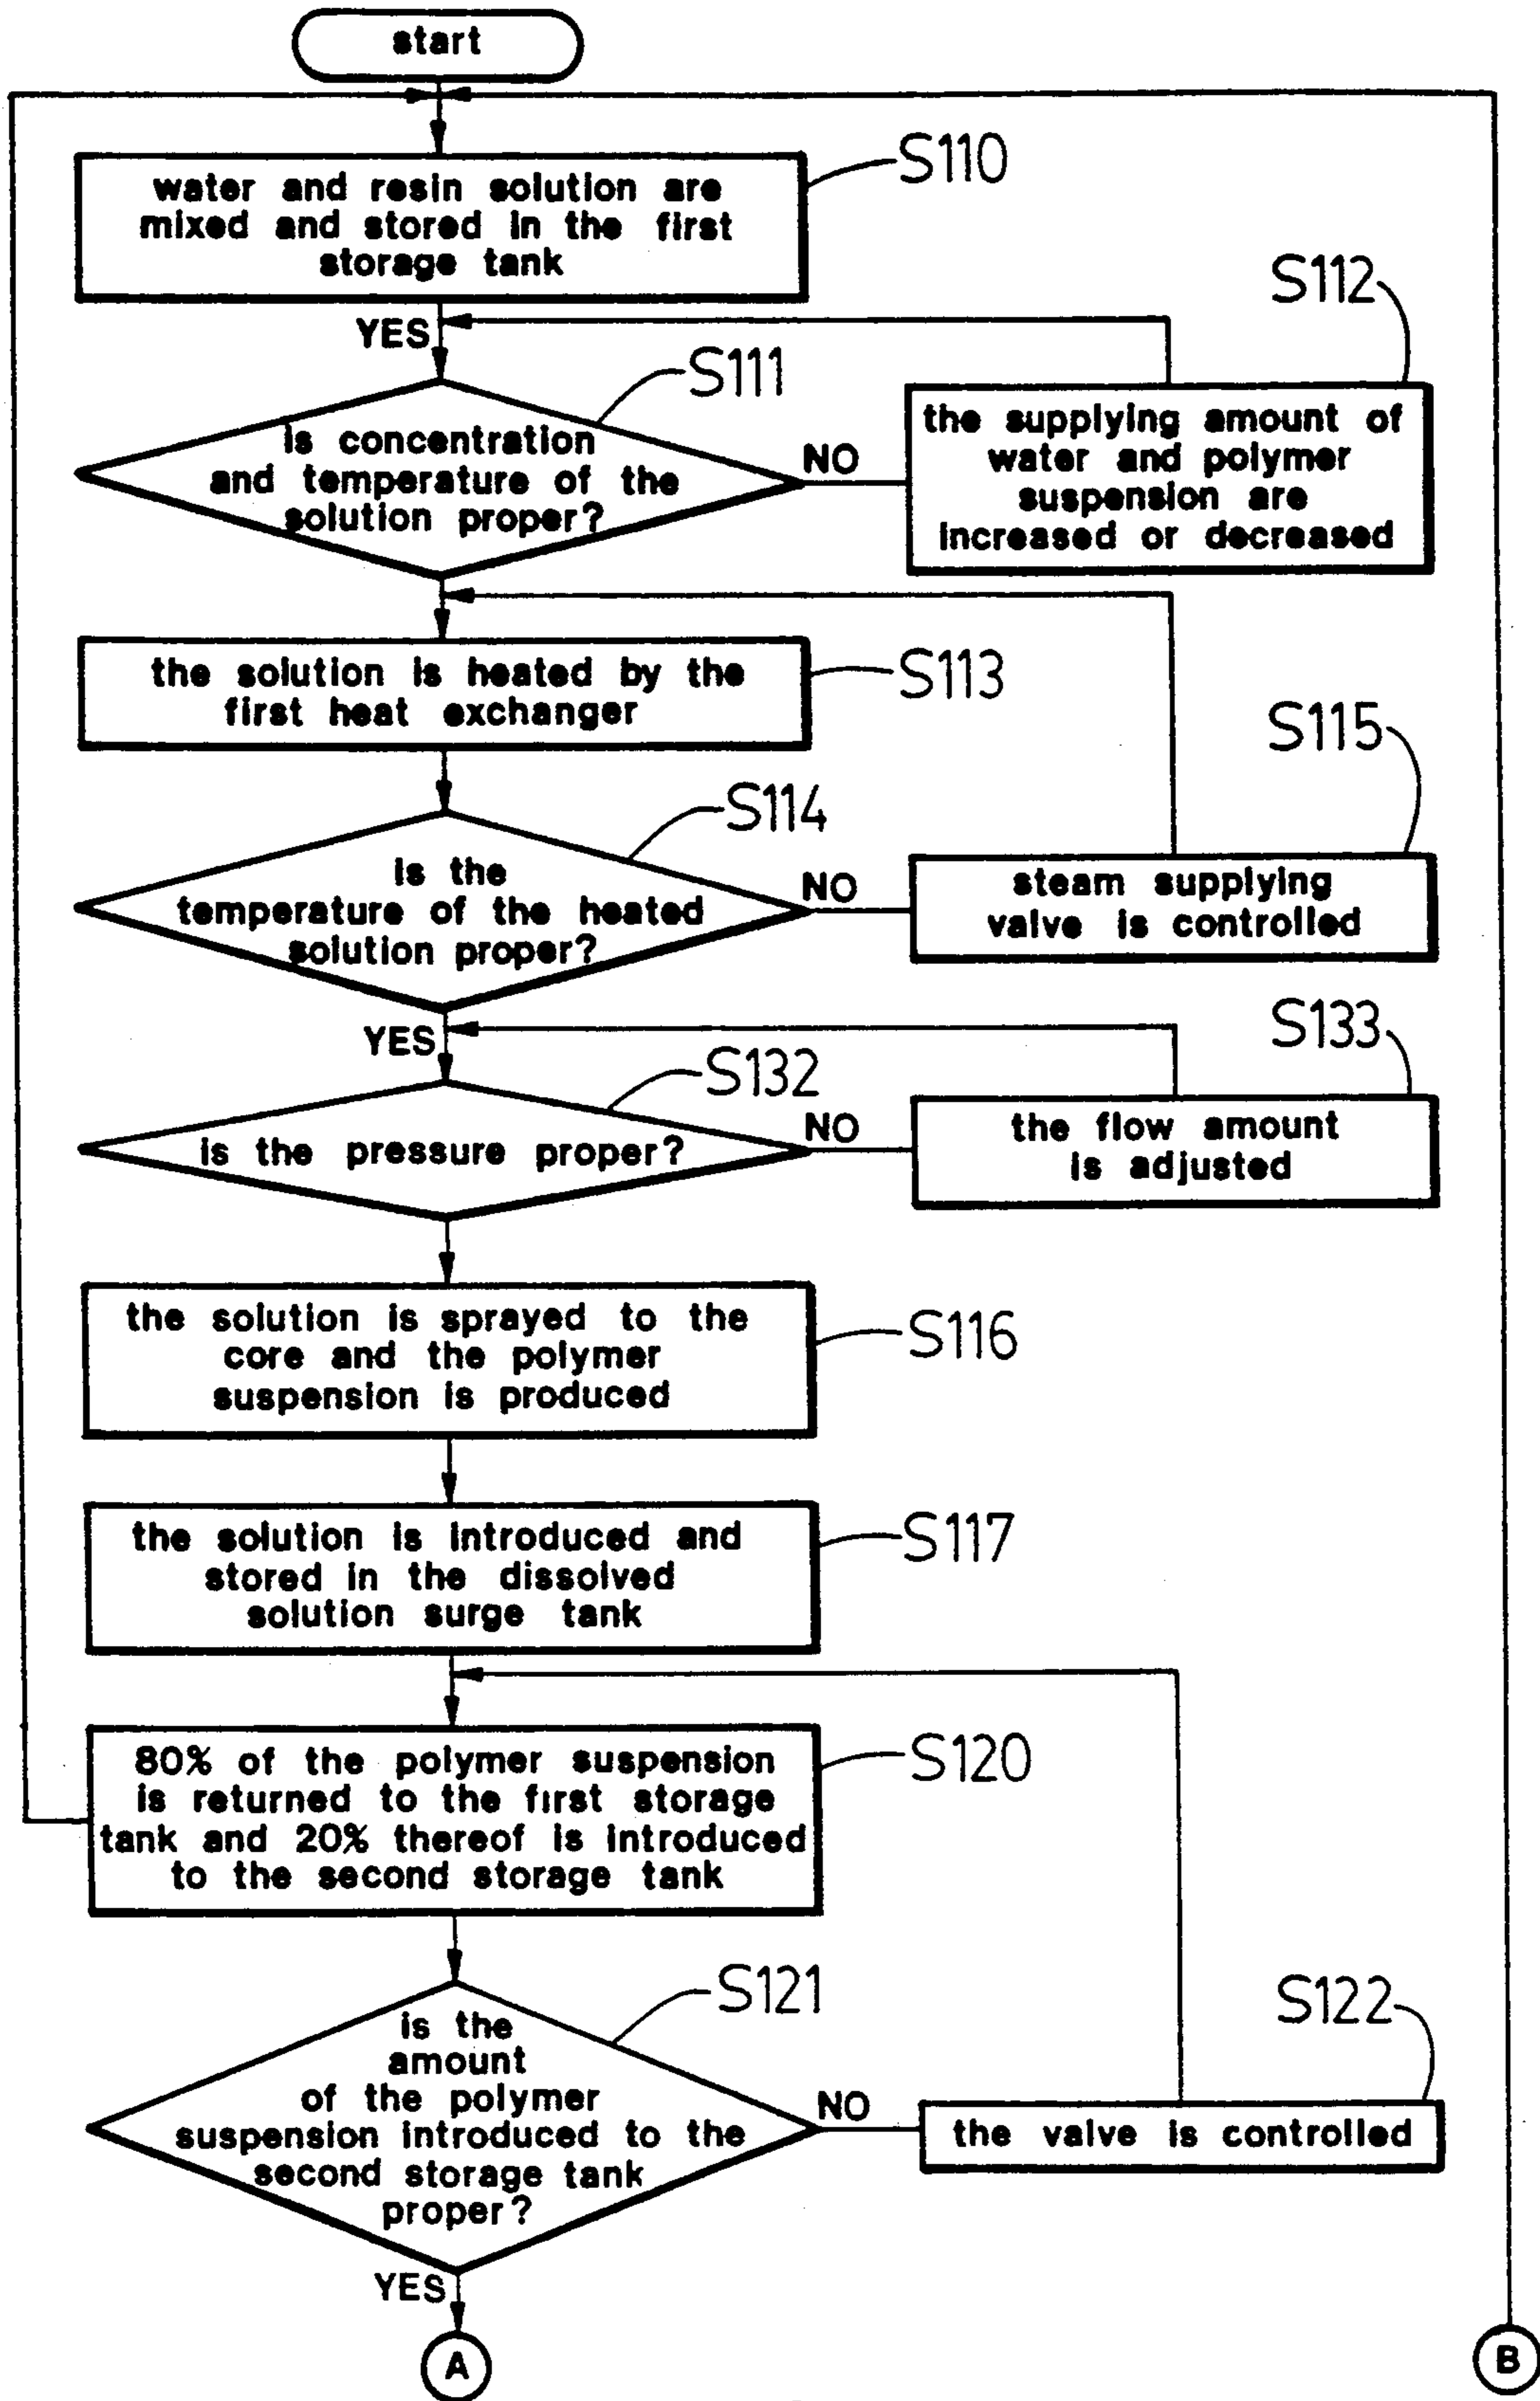 start
S110
water and resin solution are
mixed and stored in the first
storage tank
YES
S112
S111
is concentration
and temperature of the
solution proper?
NO
the supplying amount of
water and polymer
suspension are
increased or decreased
the solution is heated by the
first heat exchanger
S113
S115
S114
is the
temperature of the heated
solution proper?
NO
steam supplying
valve is controlled
YES
S133
S132
is the pressure proper?
NO
the flow amount
is adjusted
the solution is sprayed to the
core and the polymer
suspension is produced
S116
the solution is introduced and
stored in the dissolved
solution surge tank
S117
80% of the polymer suspension
is returned to the first storage
tank and 20% thereof is introduced
to the second storage tank
S120
S121
S122
is the
amount
of the polymer
suspension introduced to the
second storage tank
proper?
NO
the valve is controlled
YES
A
B